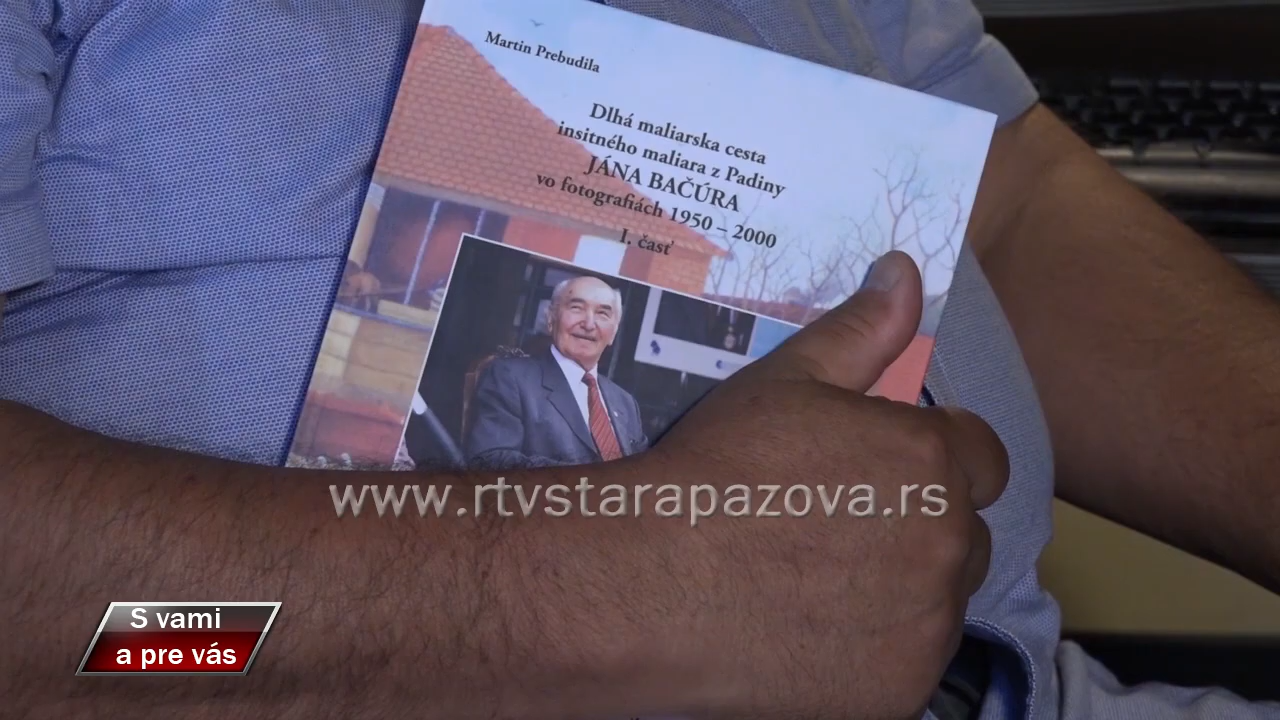 Martin Prebudila
Dlhá maliarska cesta
insitného maliara z Padiny
JÁNA BAČÚRA
vo fotografiách 1950 – 2000
I. časť
www.rtvstarapazova.rs
S vami
a pre vás